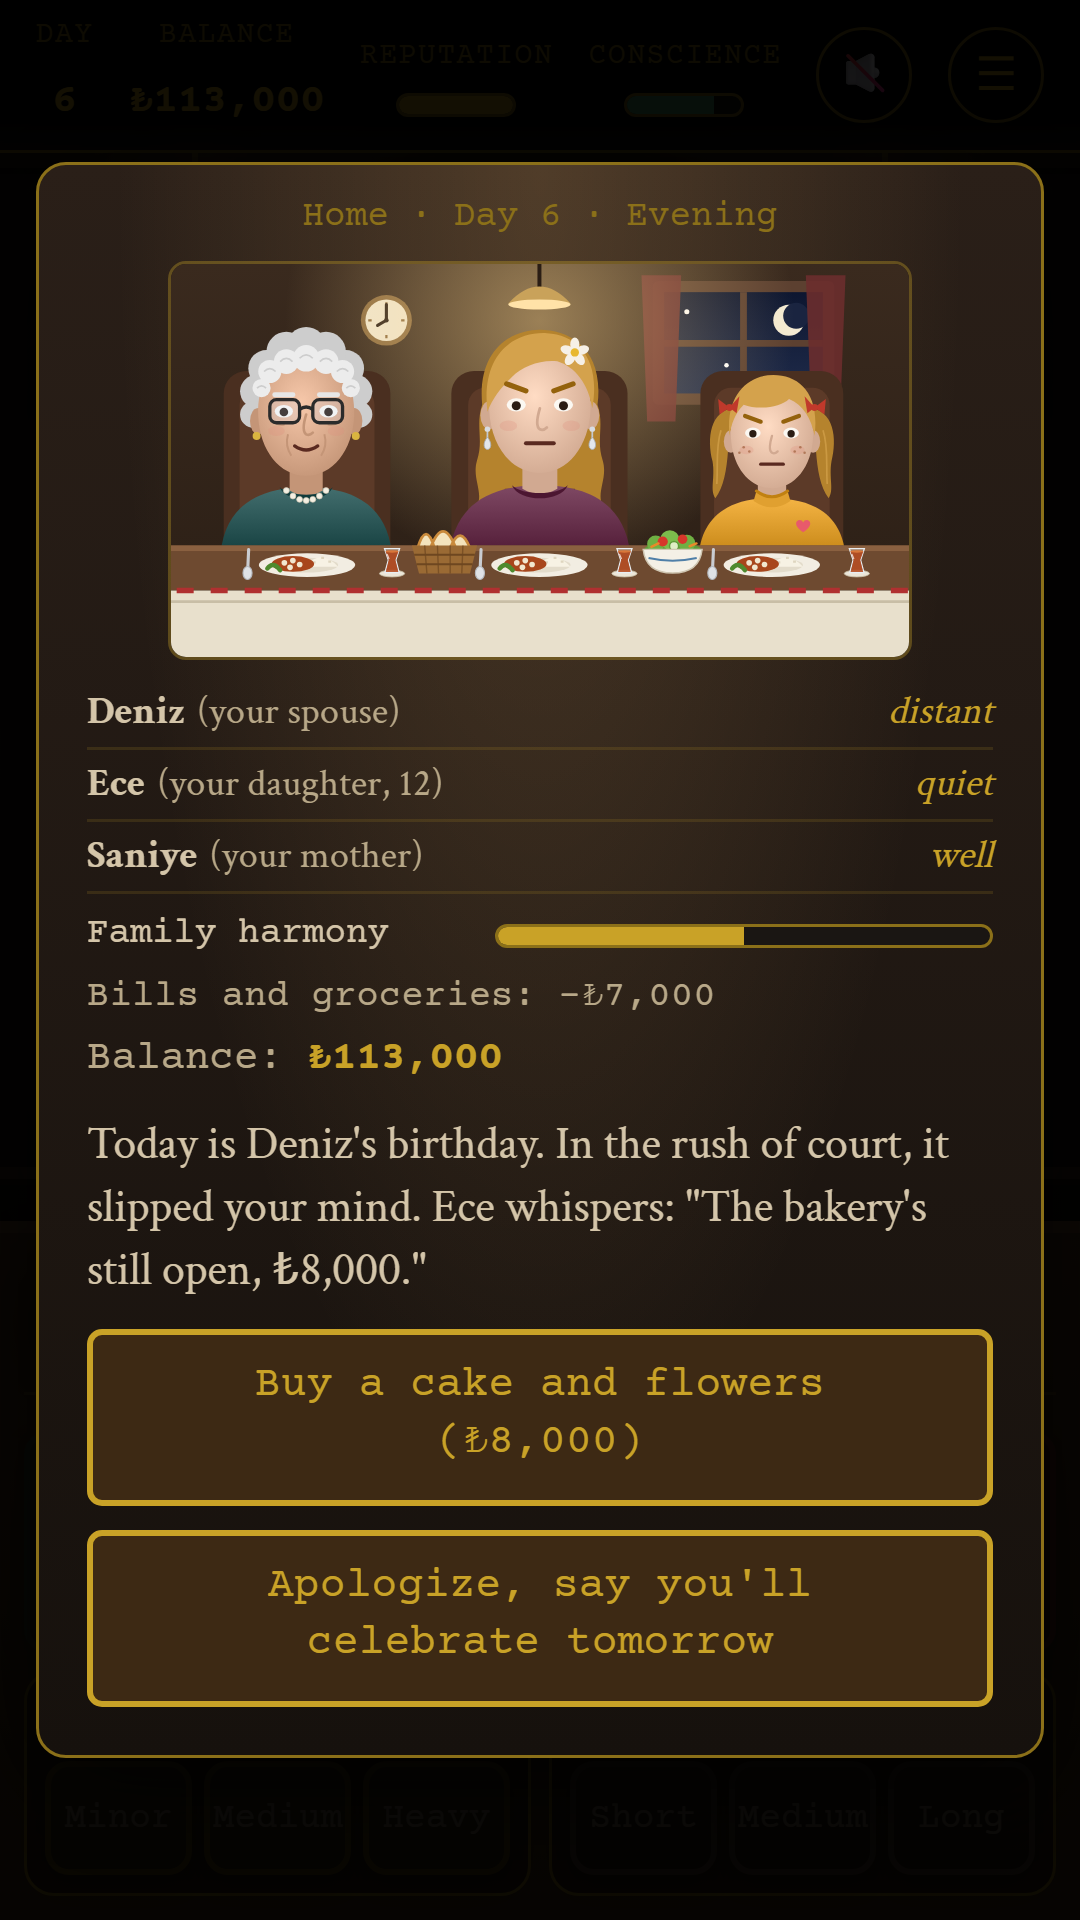 DAY BALANCE REPUTATION CONSCIENCE
6 ₺113,000
Home · Day 6 · Evening
Deniz (your spouse) distant
Ece (your daughter, 12) quiet
Saniye (your mother) well
Family harmony
Bills and groceries: −₺7,000
Balance: ₺113,000
Today is Deniz's birthday. In the rush of court, it
slipped your mind. Ece whispers: "The bakery's
still open, ₺8,000."
Buy a cake and flowers
(₺8,000)
Apologize, say you'll
celebrate tomorrow
Minor Medium Heavy Short Medium Long